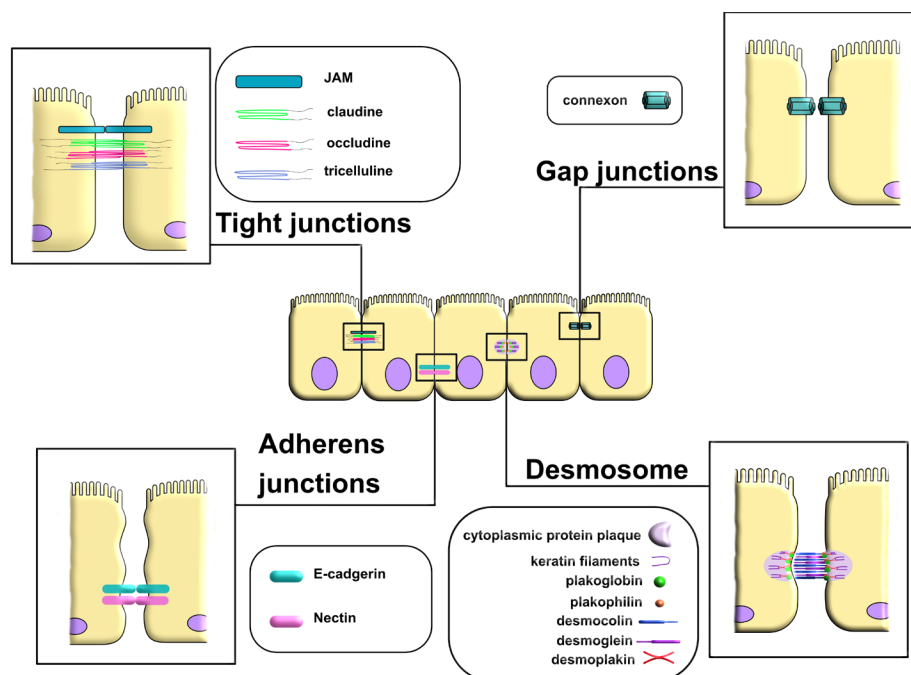 JAM
claudine
occludine
tricelluline
Tight junctions
connexon
Gap junctions
Adherens
junctions
E-cadgerin
Nectin
Desmosome
cytoplasmic protein plaque
keratin filaments
plakoglobin
plakophilin
desmocolin
desmoglein
desmoplakin